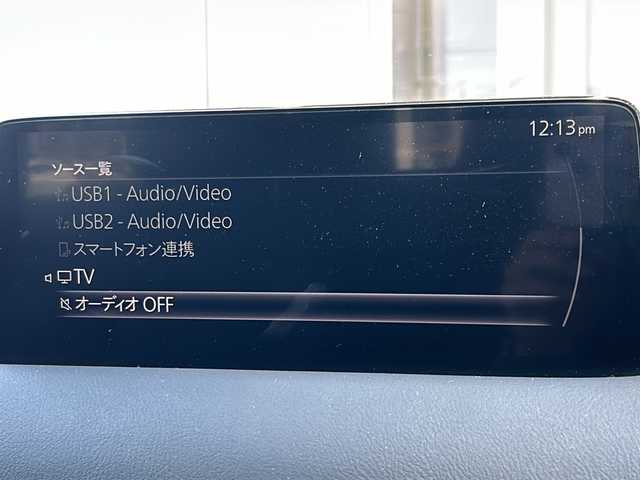 12:13pm
ソース一覧
USB1 - Audio/Video
USB2 - Audio/Video
スマートフォン連携
TV
オーディオ OFF